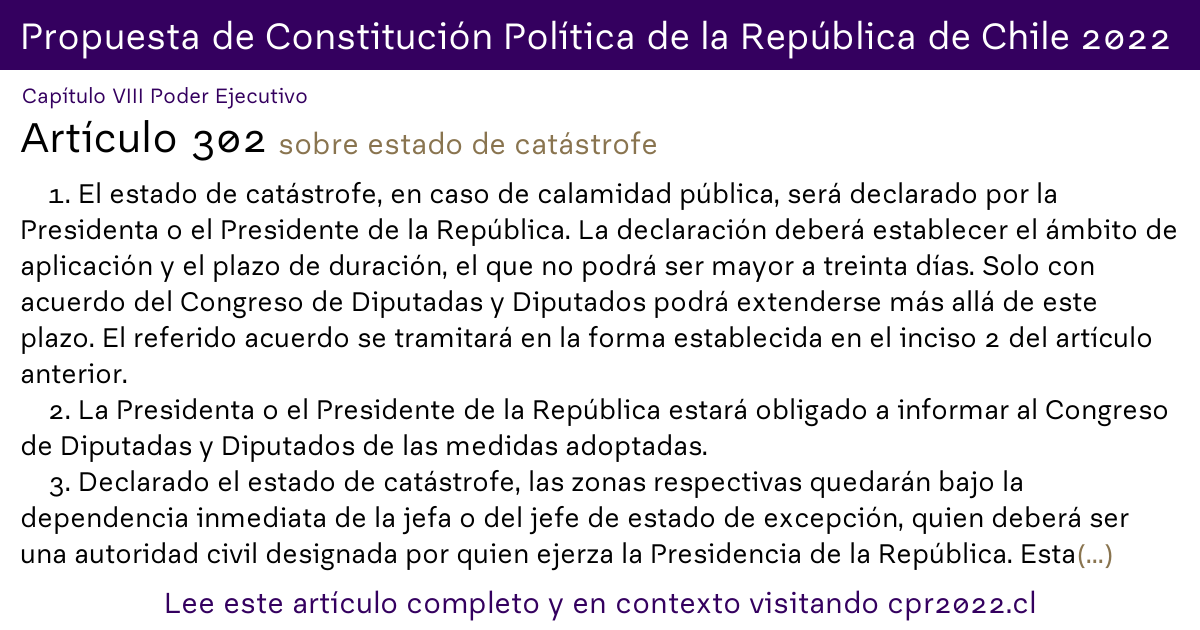 Propuesta de Constitución Política de la República de Chile 2022
Capítulo VIII Poder Ejecutivo
Artículo 302 sobre estado de catástrofe
1. El estado de catástrofe, en caso de calamidad pública, será declarado por la
Presidenta o el Presidente de la República. La declaración deberá establecer el ámbito de
aplicación y el plazo de duración, el que no podrá ser mayor a treinta días. Solo con
acuerdo del Congreso de Diputadas y Diputados podrá extenderse más allá de este
plazo. El referido acuerdo se tramitará en la forma establecida en el inciso 2 del artículo
anterior.
2. La Presidenta o el Presidente de la República estará obligado a informar al Congreso
de Diputadas y Diputados de las medidas adoptadas.
3. Declarado el estado de catástrofe, las zonas respectivas quedarán bajo la
dependencia inmediata de la jefa o del jefe de estado de excepción, quien deberá ser
una autoridad civil designada por quien ejerza la Presidencia de la República. Esta(...)
Lee este artículo completo y en contexto visitando cpr2022.cl